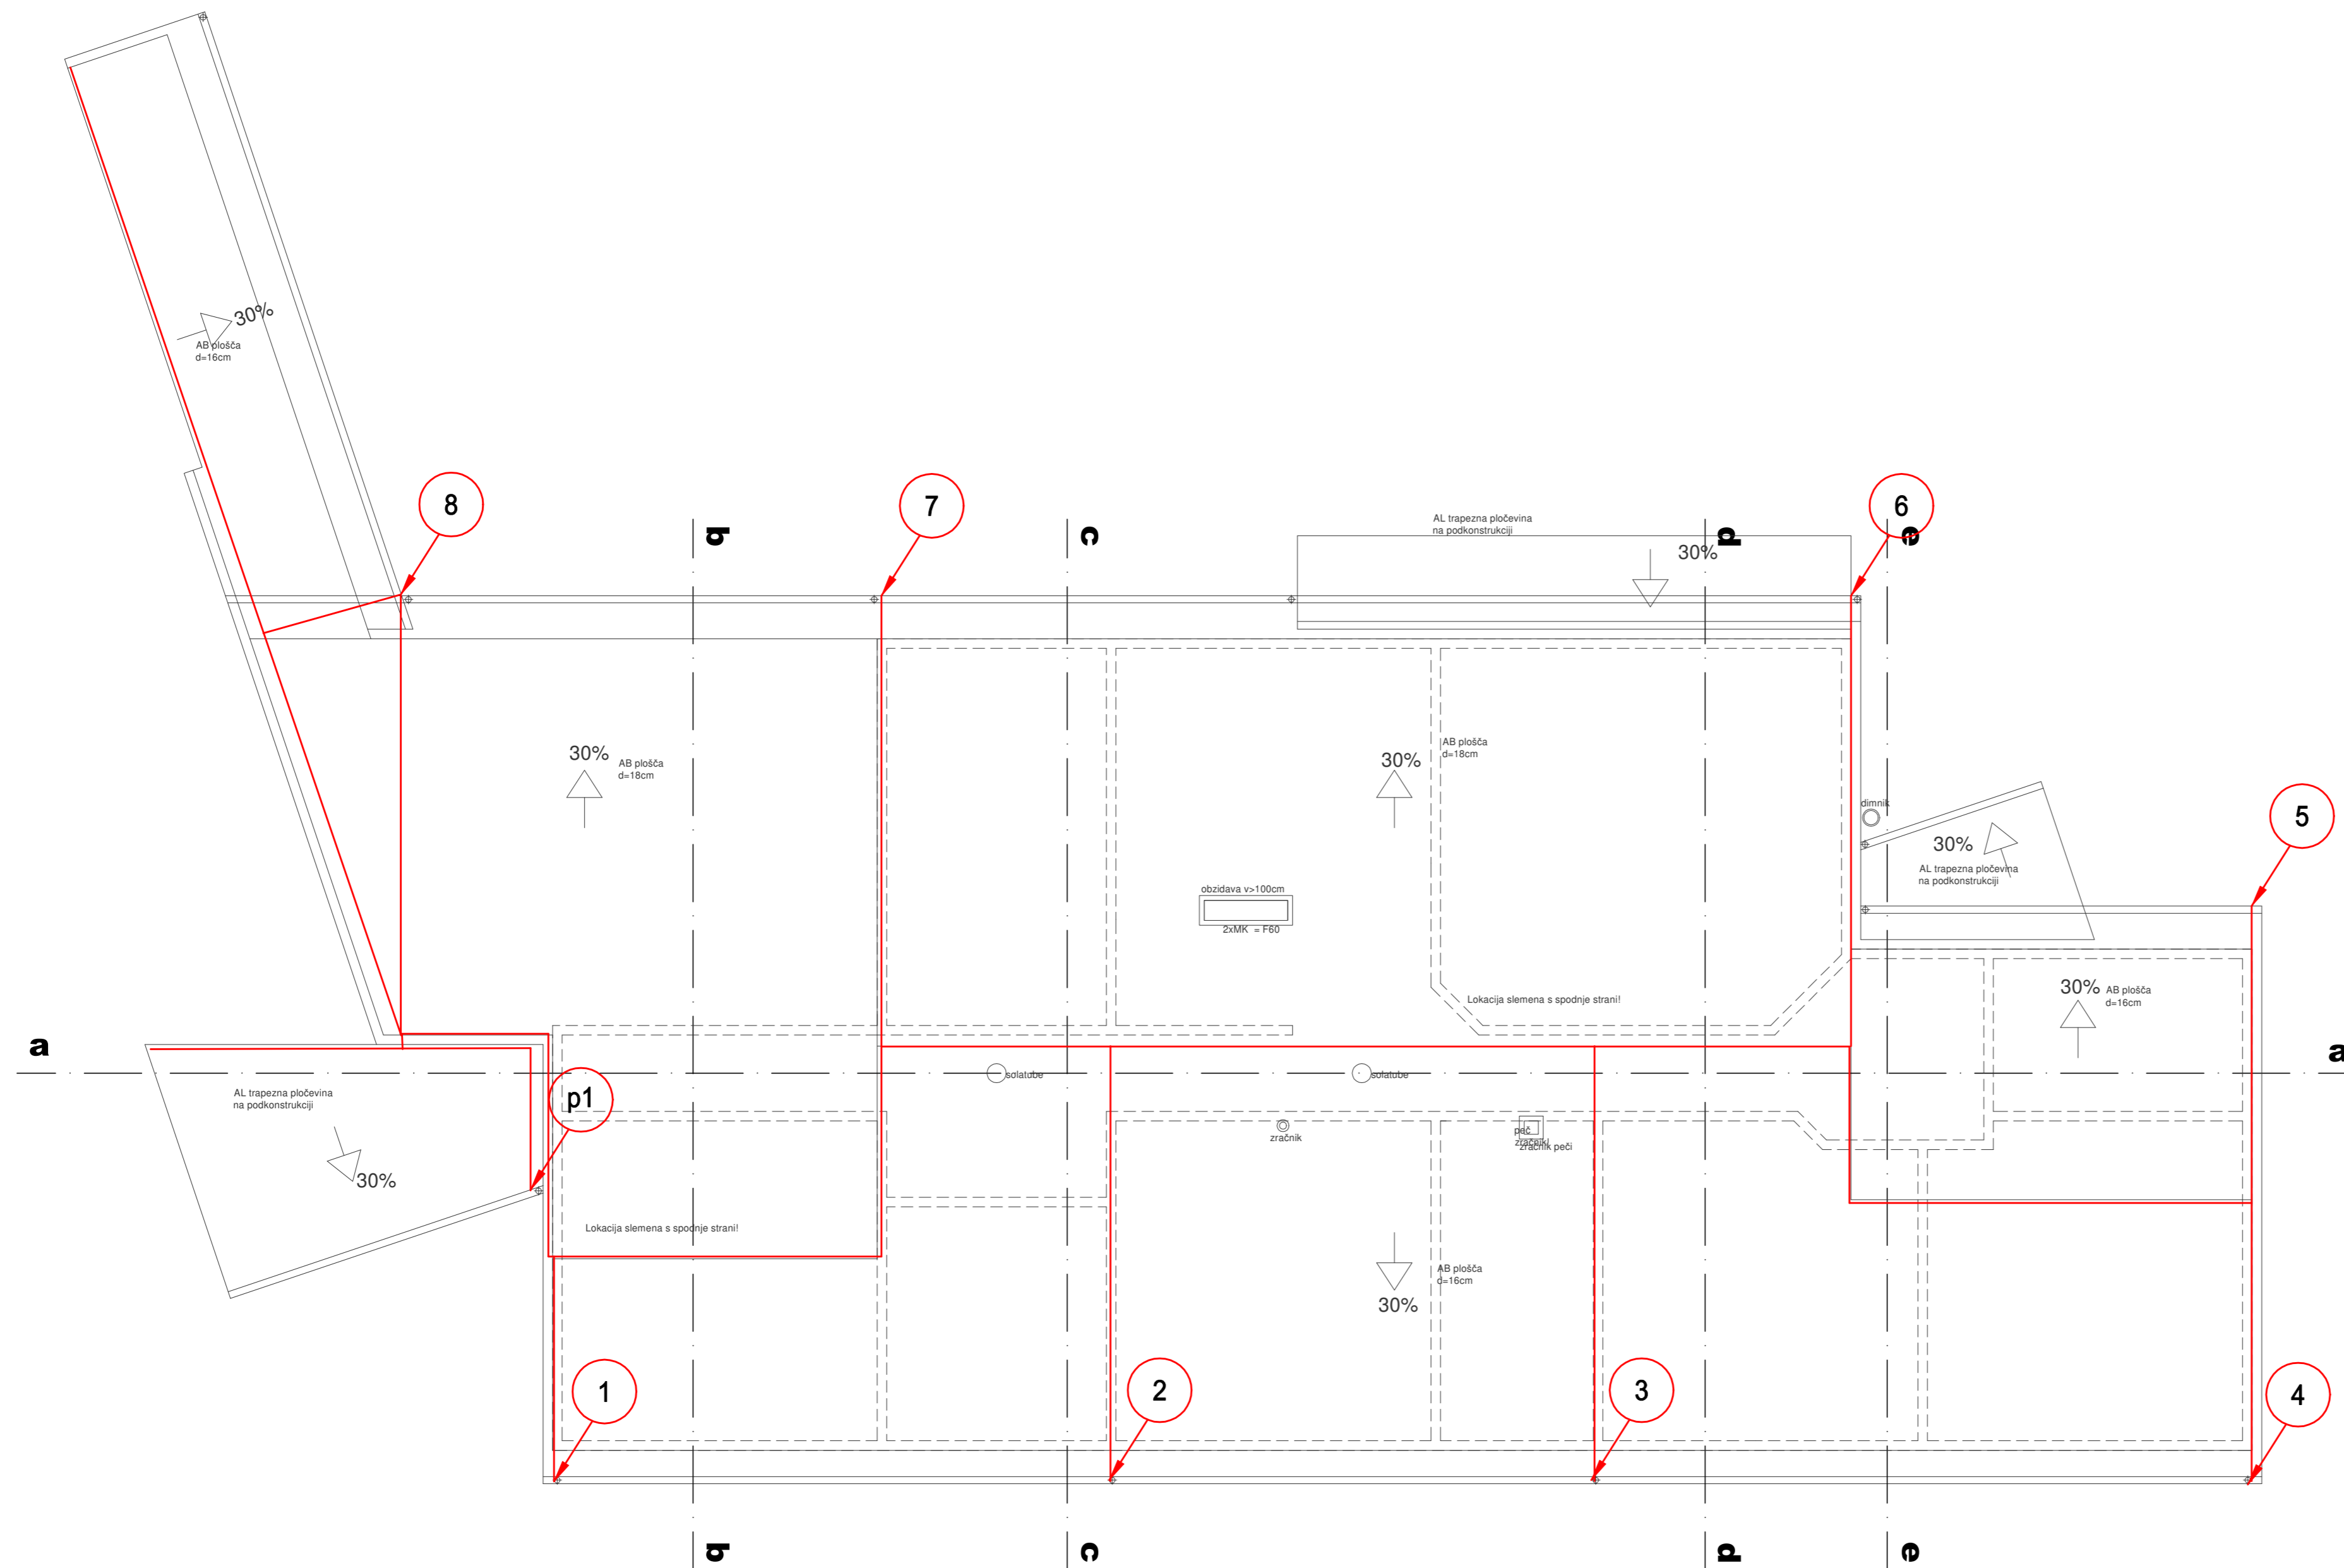 30%
AB plošča
d=16cm
8
7
6
b
c
d
e
AL trapezna pločevina
na podkonstrukciji
30%
30%
AB plošča
d=18cm
30%
AB plošča
d=18cm
dimnik
5
30%
AL trapezna pločevina
na podkonstrukciji
obzidava v>100cm
2xMK = F60
Lokacija slemena s spodnje strani!
30%
AB plošča
d=16cm
a
a
solatube
solatube
AL trapezna pločevina
na podkonstrukciji
p1
zračnik
peč
zračnik
zračnik peči
30%
Lokacija slemena s spodnje strani!
AB plošča
d=16cm
30%
1
2
3
4
b
c
d
e